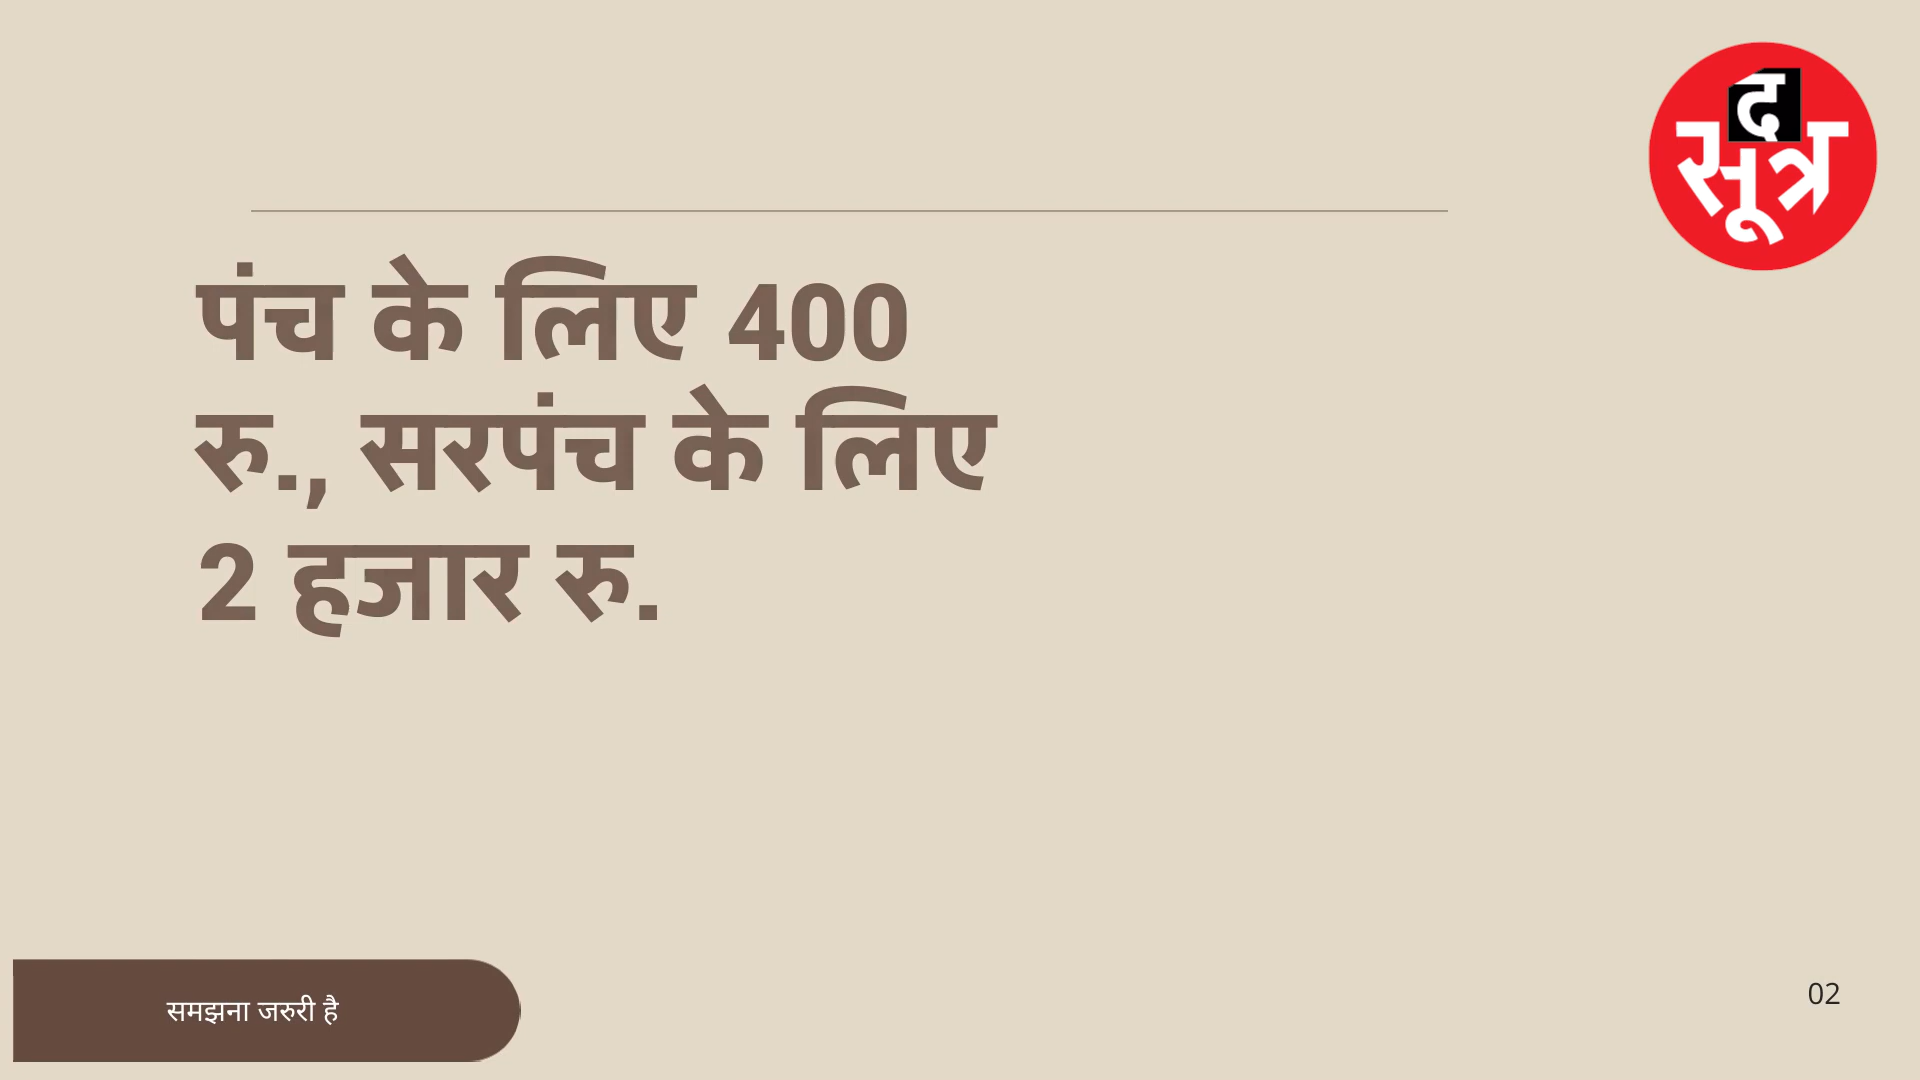 द
सूत्र
पंच के लिए 400
रु., सरपंच के लिए
2 हजार रु.
समझना जरुरी है
02